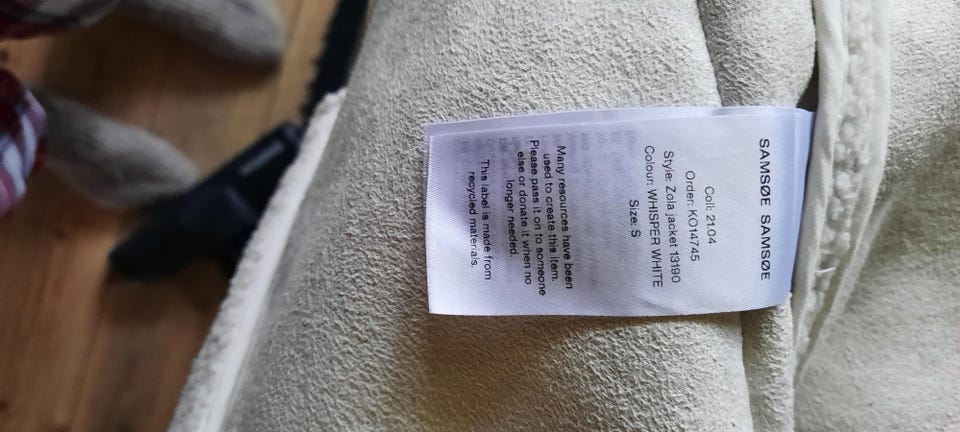 SAMSØE SAMSØE
Coll: 2104
Order: KO14745
Style: Zola jacket 13190
Colour: WHISPER WHITE
Size: S
Many resources have been
used to create this item.
Please pass it on to someone
else or donate it when no
longer needed.
This label is made from
recycled materials.